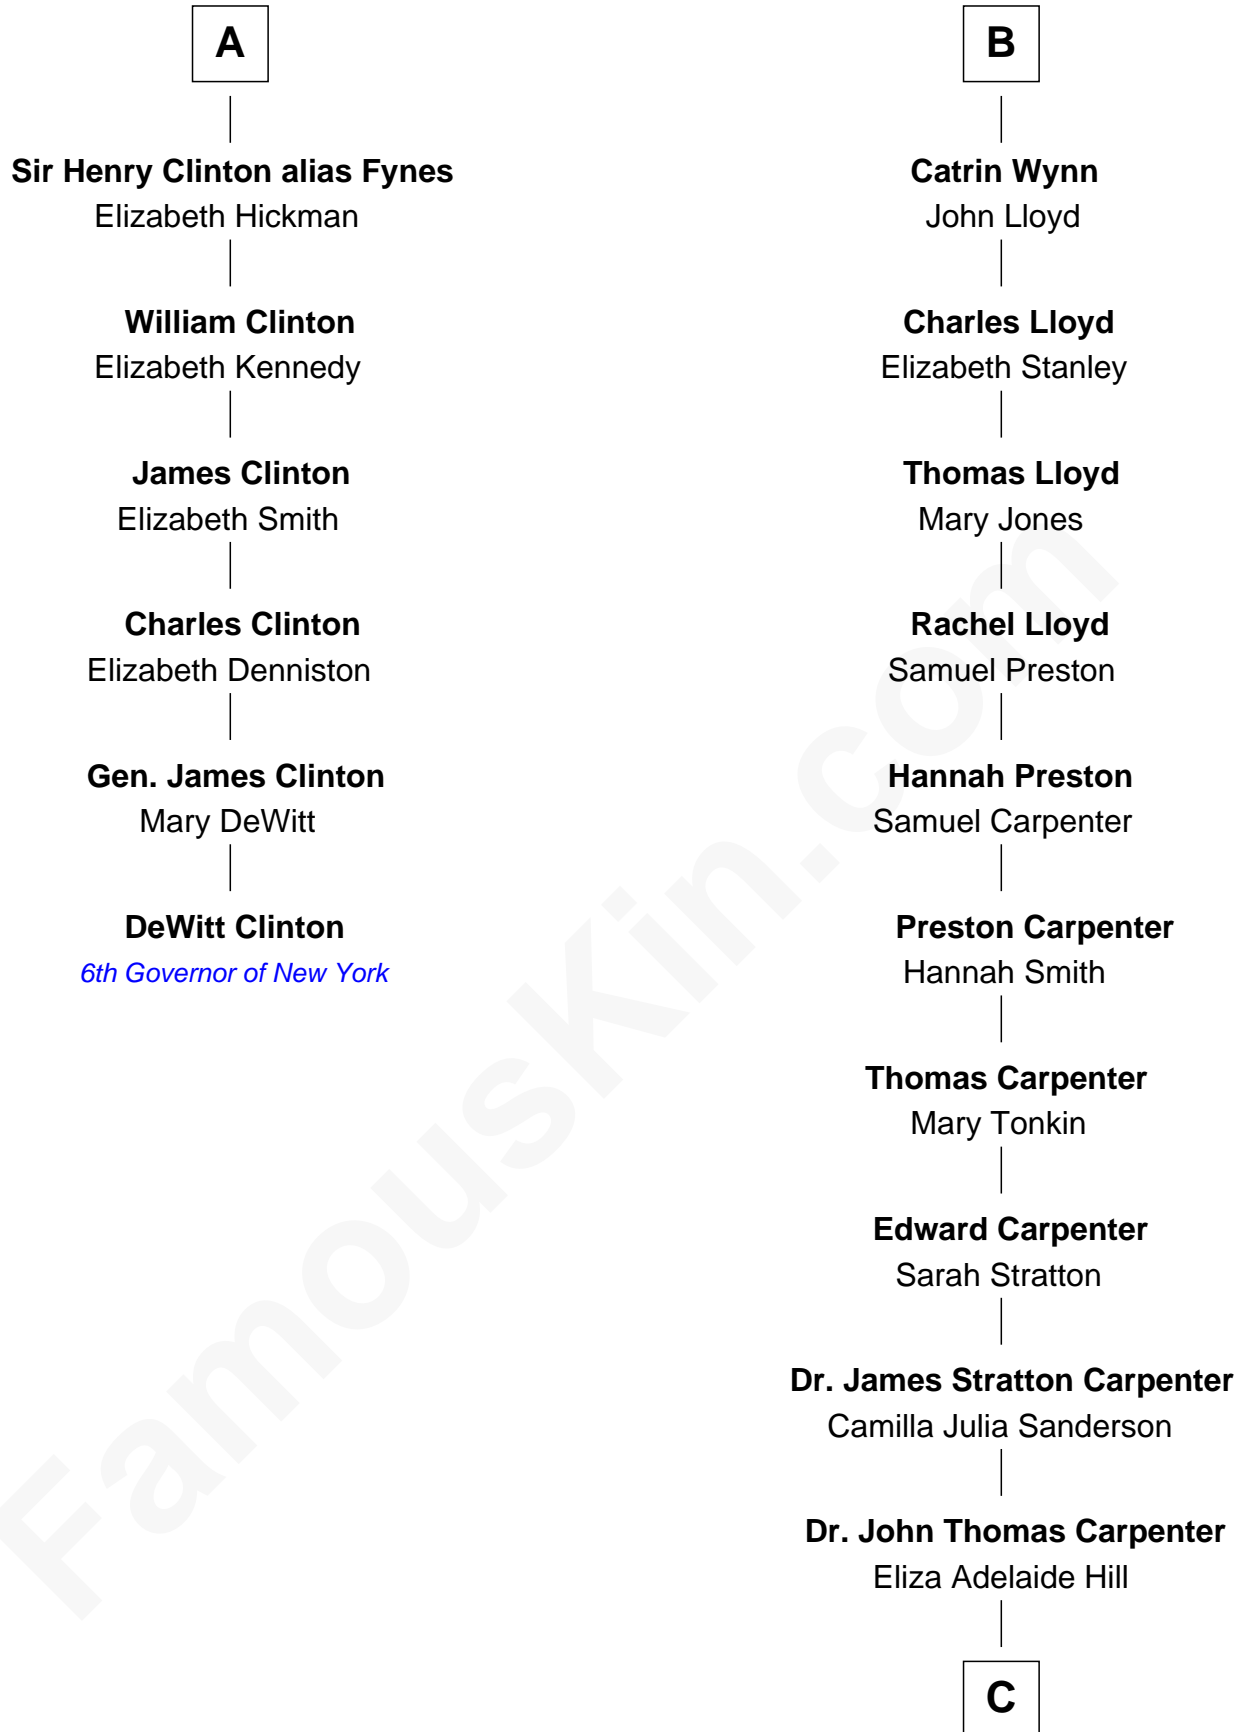 A
Sir Henry Clinton alias Fynes
Elizabeth Hickman
William Clinton
Elizabeth Kennedy
James Clinton
Elizabeth Smith
Charles Clinton
Elizabeth Denniston
Gen. James Clinton
Mary DeWitt
DeWitt Clinton
6th Governor of New York
B
Catrin Wynn
John Lloyd
Charles Lloyd
Elizabeth Stanley
Thomas Lloyd
Mary Jones
Rachel Lloyd
Samuel Preston
Hannah Preston
Samuel Carpenter
Preston Carpenter
Hannah Smith
Thomas Carpenter
Mary Tonkin
Edward Carpenter
Sarah Stratton
Dr. James Stratton Carpenter
Camilla Julia Sanderson
Dr. John Thomas Carpenter
Eliza Adelaide Hill
C
FamousKin.com